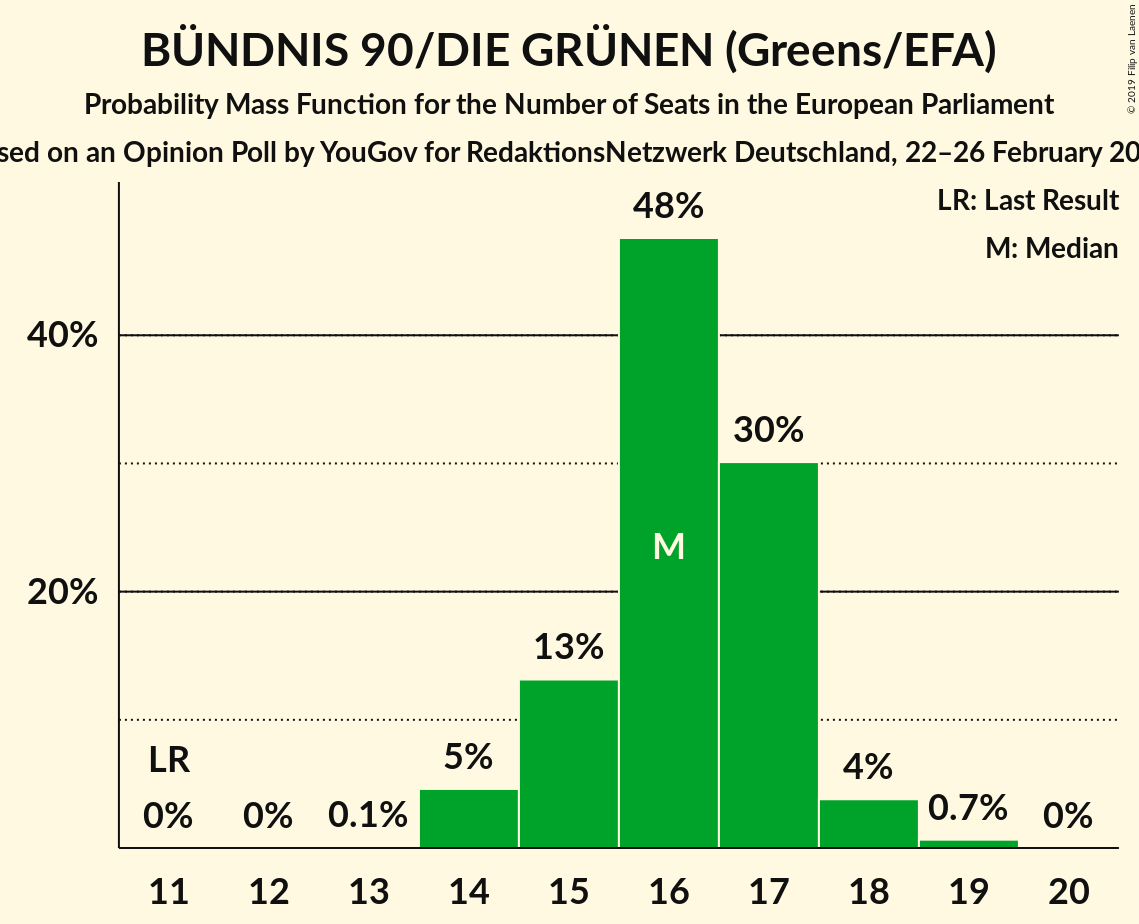 BÜNDNIS 90/DIE GRÜNEN (Greens/EFA)
Probability Mass Function for the Number of Seats in the European Parliament
sed on an Opinion Poll by YouGov for RedaktionsNetzwerk Deutschland, 22–26 February 20
© 2019 Filip van Laenen
LR: Last Result
M: Median
48%
40%
30%
M
20%
13%
LR
5%
4%
0%
0%
0.1%
0.7%
0%
11 12 13 14 15 16 17 18 19 20